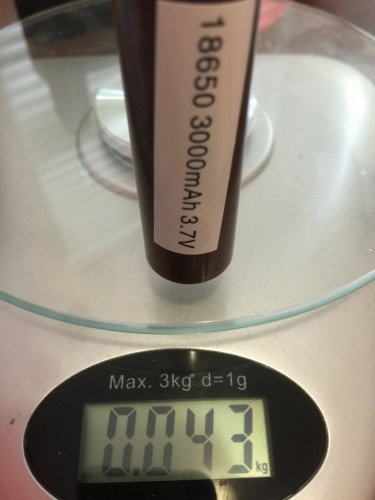 18650 3000mAh 3.7V
Max. 3kg d=1g
0.043 kg